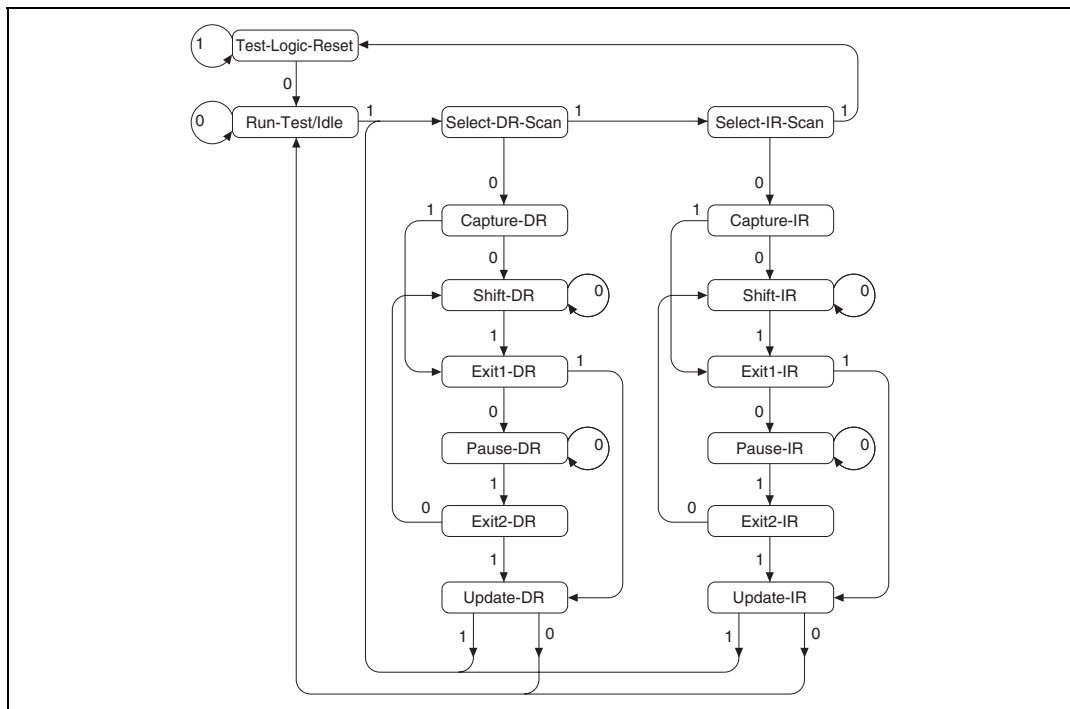 1 Test-Logic-Reset
0
0 Run-Test/Idle 1 Select-DR-Scan 1 Select-IR-Scan 1
0 0
1 Capture-DR 1 Capture-IR
0 0
Shift-DR 0 Shift-IR 0
1 1
Exit1-DR 1 Exit1-IR 1
0 0
Pause-DR 0 Pause-IR 0
1 1
0 Exit2-DR 0 Exit2-IR
1 1
Update-DR Update-IR
1 0 1 0